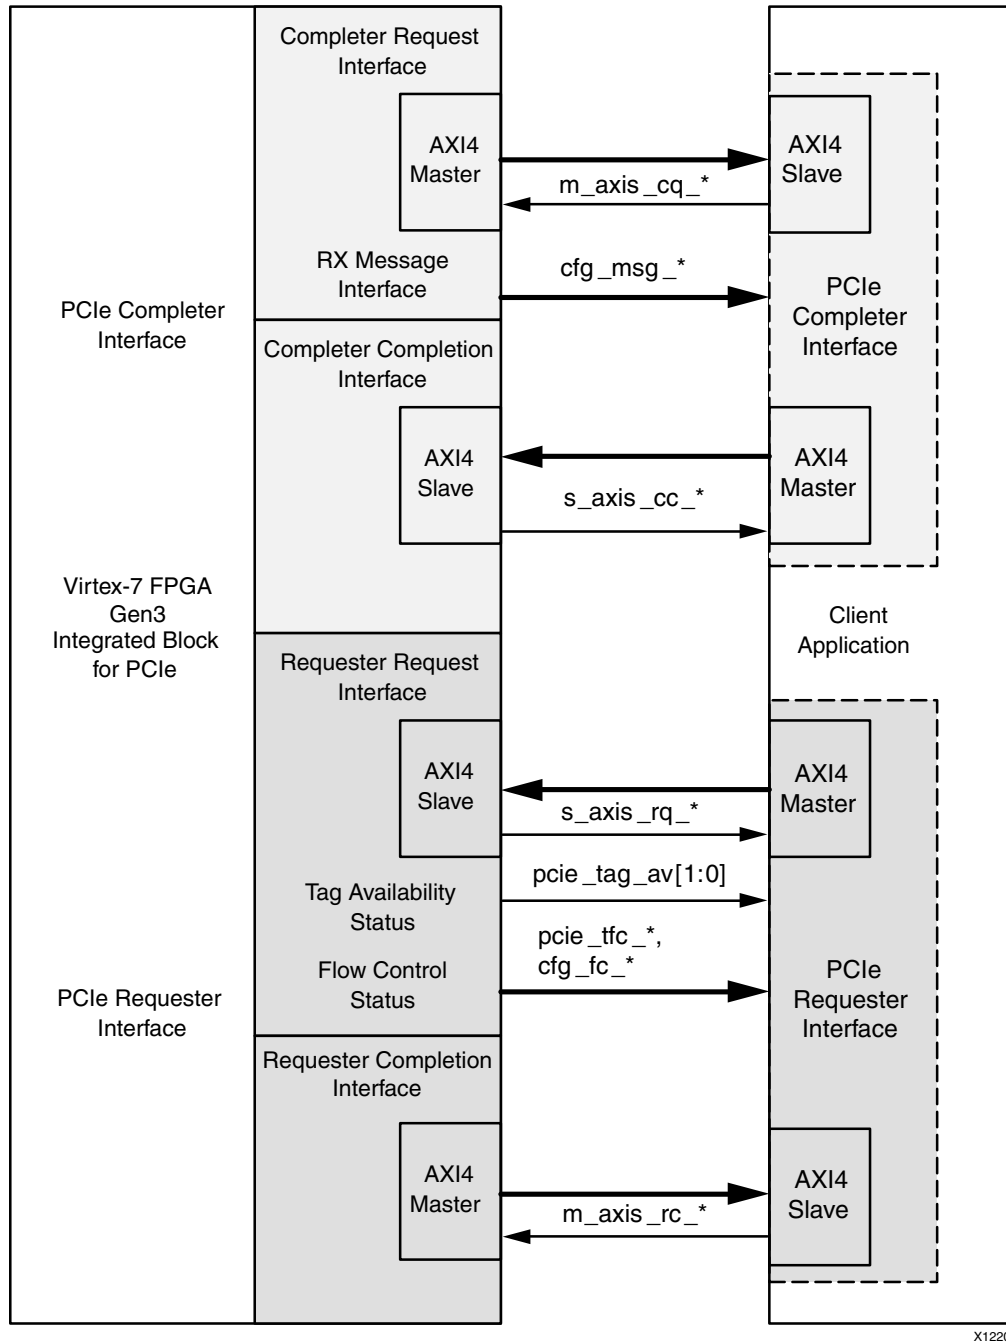 Completer Request
Interface
AXI4
Master
m_axis_cq_*
AXI4
Slave
RX Message
Interface
cfg_msg_*
PCIe
Completer
Interface
PCIe Completer
Interface
Completer Completion
Interface
AXI4
Slave
s_axis_cc_*
AXI4
Master
Virtex-7 FPGA
Gen3
Integrated Block
for PCIe
Client
Application
Requester Request
Interface
AXI4
Slave
s_axis_rq_*
AXI4
Master
Tag Availability
Status
pcie_tag_av[1:0]
Flow Control
Status
pcie_tfc_*,
cfg_fc_*
PCIe
Requester
Interface
PCIe Requester
Interface
Requester Completion
Interface
AXI4
Master
m_axis_rc_*
AXI4
Slave